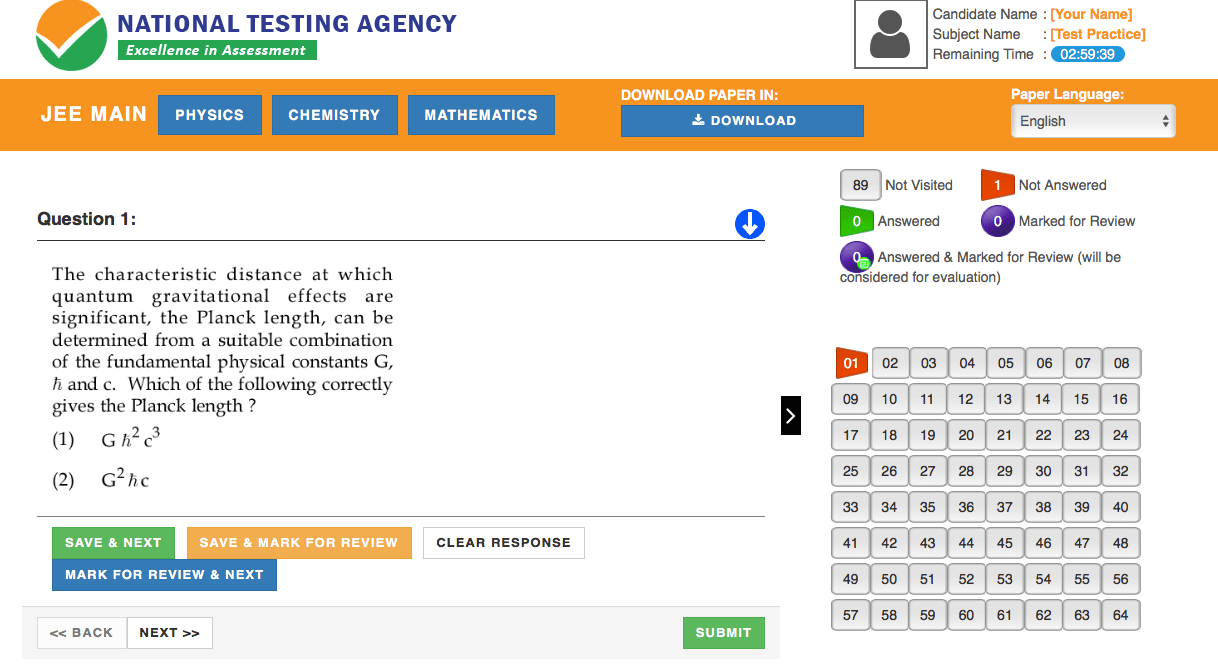 NATIONAL TESTING AGENCY
Excellence in Assessment
Candidate Name : [Your Name]
Subject Name : [Test Practice]
Remaining Time : 02:59:39
JEE MAIN
PHYSICS
CHEMISTRY
MATHEMATICS
DOWNLOAD PAPER IN:
DOWNLOAD
Paper Language:
English
Question 1:
The characteristic distance at which
quantum gravitational effects are
significant, the Planck length, can be
determined from a suitable combination
of the fundamental physical constants G,
ℏ and c. Which of the following correctly
gives the Planck length ?
(1) G ℏ² c³
(2) G² ℏ c
SAVE & NEXT
SAVE & MARK FOR REVIEW
CLEAR RESPONSE
MARK FOR REVIEW & NEXT
<< BACK
NEXT >>
SUBMIT
89 Not Visited
1 Not Answered
0 Answered
0 Marked for Review
0 Answered & Marked for Review (will be
considered for evaluation)
01 02 03 04 05 06 07 08
09 10 11 12 13 14 15 16
17 18 19 20 21 22 23 24
25 26 27 28 29 30 31 32
33 34 35 36 37 38 39 40
41 42 43 44 45 46 47 48
49 50 51 52 53 54 55 56
57 58 59 60 61 62 63 64